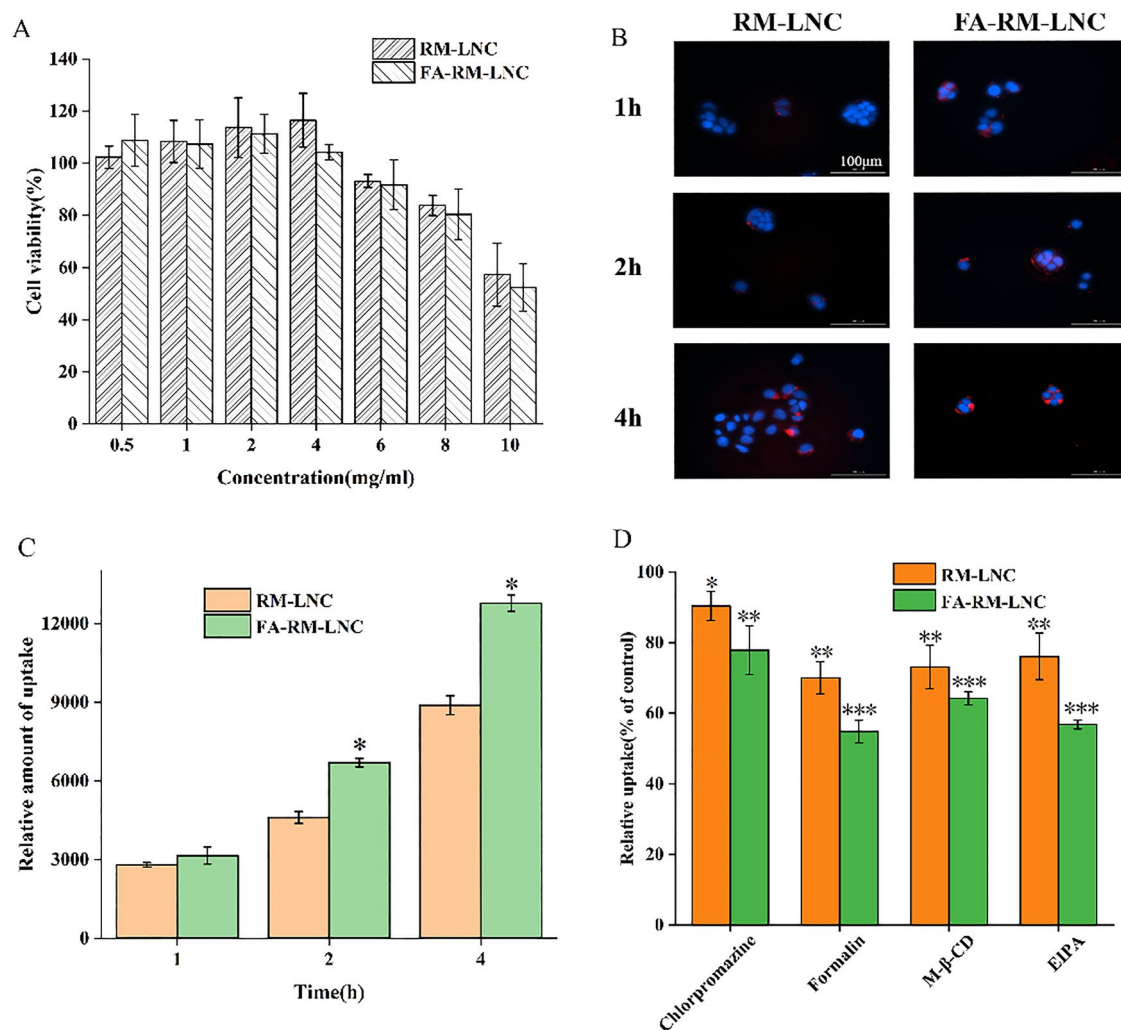 A
RM-LNC
FA-RM-LNC
140
120
100
80
60
40
20
0
Cell viability(%)
0.5 1 2 4 6 8 10
Concentration(mg/ml)
B
RM-LNC FA-RM-LNC
1h
100μm
2h
4h
C
RM-LNC
FA-RM-LNC
12000
9000
6000
3000
0
Relative amount of uptake
* *
1 2 4
Time(h)
D
RM-LNC
FA-RM-LNC
100
80
60
40
20
0
Relative uptake(% of control)
* ** ** *** ** *** ** ***
Chlorpromazine
Formalin
M-β-CD
EIPA